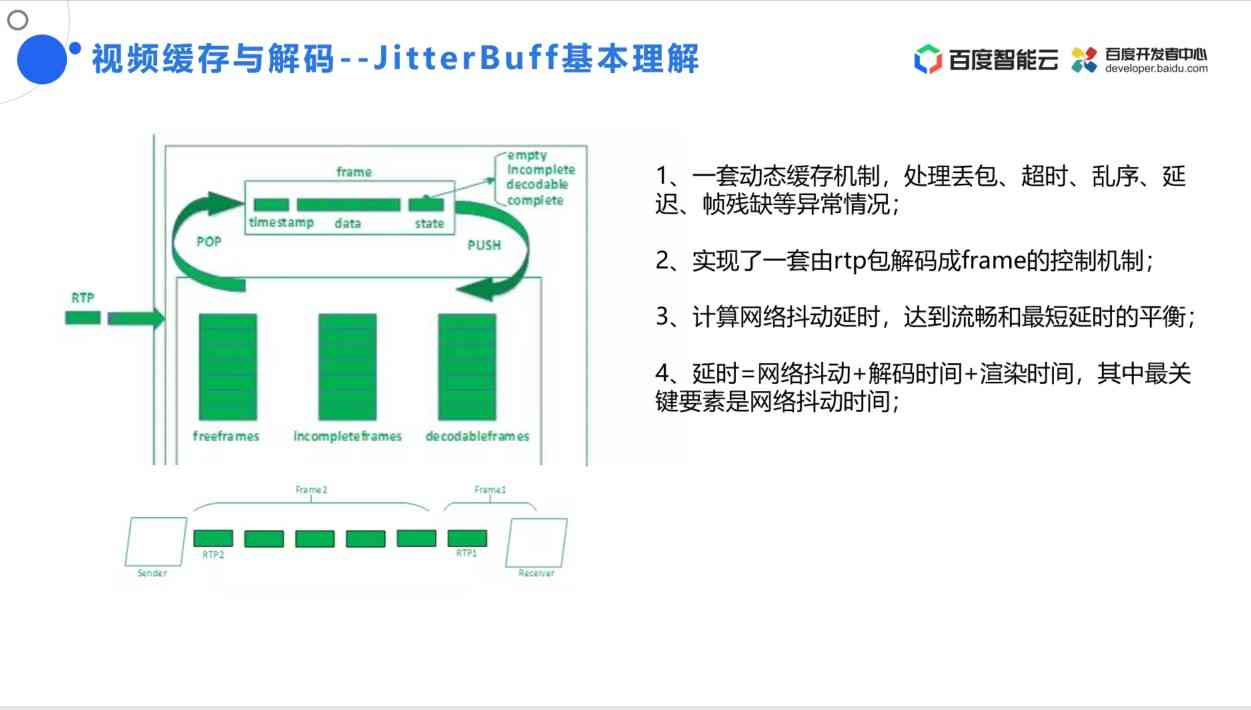 视频缓存与解码--JitterBuff基本理解
百度智能云
百度开发者中心
developer.baidu.com
frame
empty
Incomplete
decodable
complete
timestamp data state
POP
PUSH
RTP
freeframes incompleteframes decodableframes
Frame2 Frame1
RTP2 RTP1
Sender Receiver
1、一套动态缓存机制，处理丢包、超时、乱序、延
迟、帧残缺等异常情况；
2、实现了一套由rtp包解码成frame的控制机制；
3、计算网络抖动延时，达到流畅和最短延时的平衡；
4、延时=网络抖动+解码时间+渲染时间，其中最关
键要素是网络抖动时间；